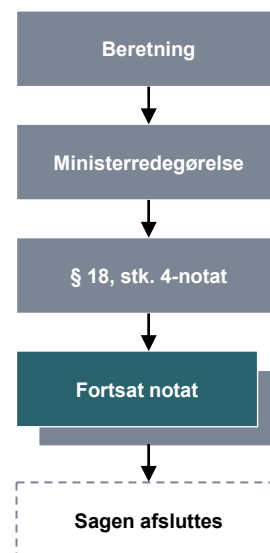 Beretning
Ministerredegørelse
§ 18, stk. 4-notat
Fortsat notat
Sagen afsluttes